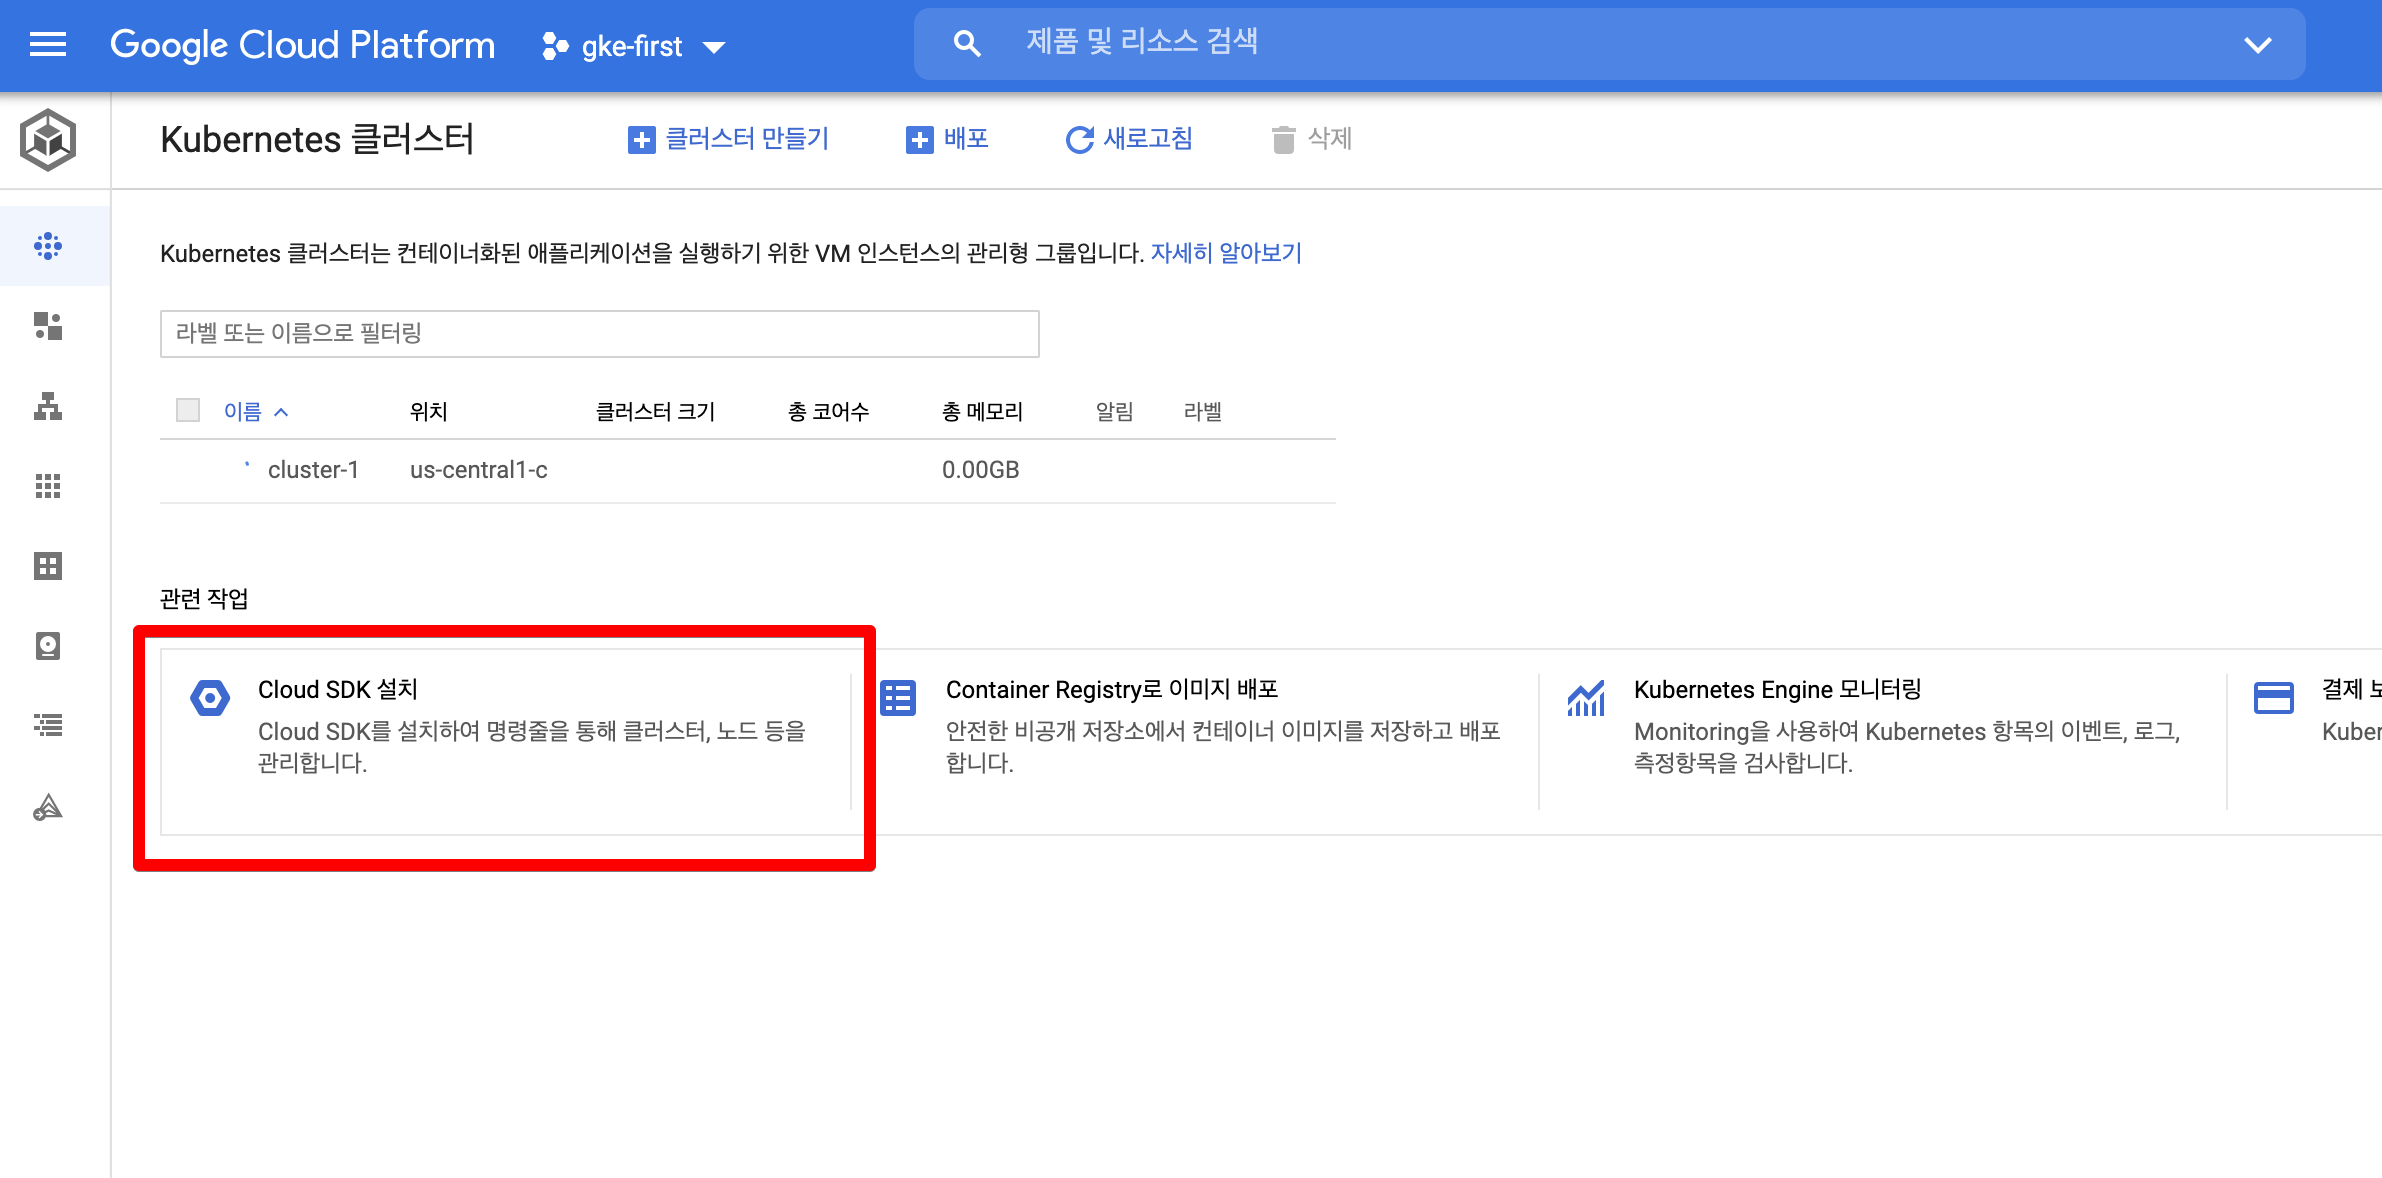 Google Cloud Platform
gke-first
제품 및 리소스 검색
Kubernetes 클러스터
클러스터 만들기
배포
새로고침
삭제
Kubernetes 클러스터는 컨테이너화된 애플리케이션을 실행하기 위한 VM 인스턴스의 관리형 그룹입니다. 자세히 알아보기
라벨 또는 이름으로 필터링
이름 위치 클러스터 크기 총 코어수 총 메모리 알림 라벨
cluster-1 us-central1-c 0.00GB
관련 작업
Cloud SDK 설치
Cloud SDK를 설치하여 명령줄을 통해 클러스터, 노드 등을
관리합니다.
Container Registry로 이미지 배포
안전한 비공개 저장소에서 컨테이너 이미지를 저장하고 배포
합니다.
Kubernetes Engine 모니터링
Monitoring을 사용하여 Kubernetes 항목의 이벤트, 로그,
측정항목을 검사합니다.
결제